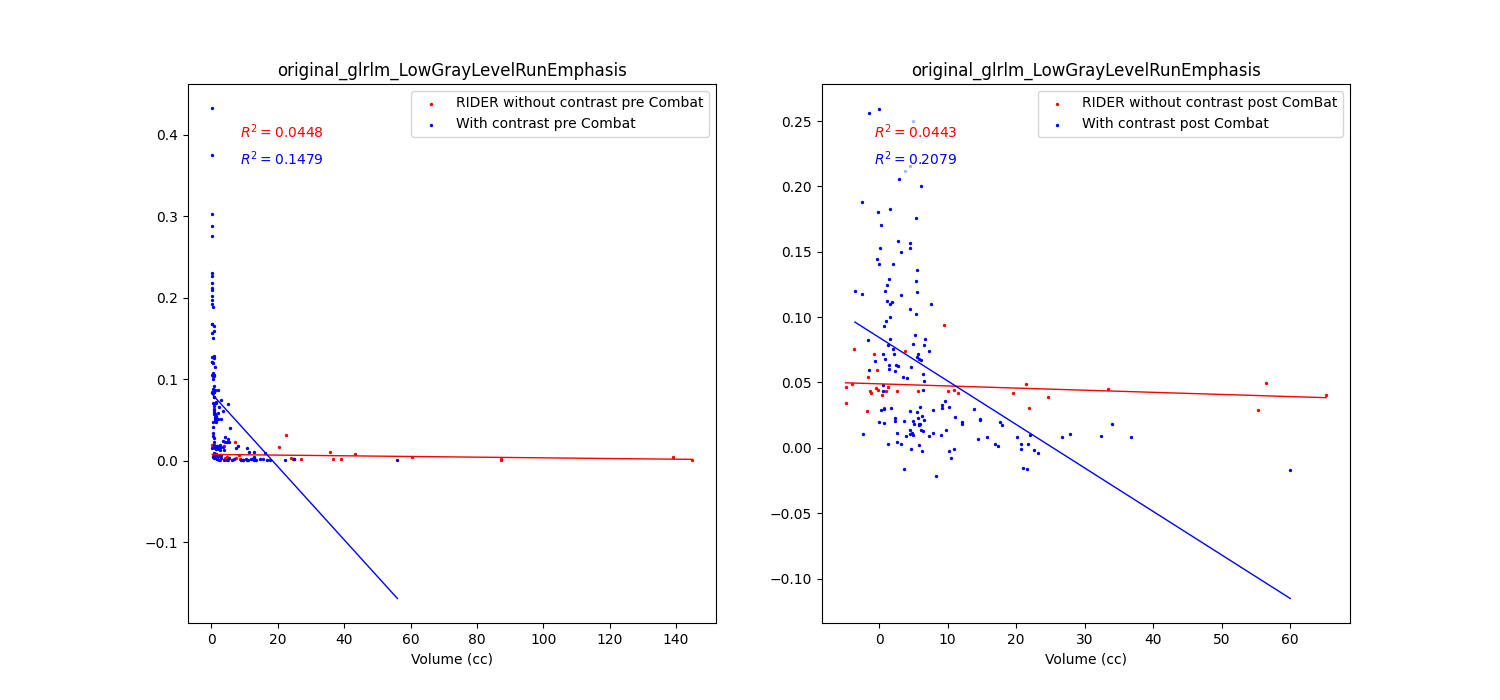 original_glrlm_LowGrayLevelRunEmphasis
RIDER without contrast pre Combat
With contrast pre Combat
R² = 0.0448
R² = 0.1479
0.4
0.3
0.2
0.1
0.0
−0.1
0 20 40 60 80 100 120 140
Volume (cc)
original_glrlm_LowGrayLevelRunEmphasis
RIDER without contrast post ComBat
With contrast post Combat
R² = 0.0443
R² = 0.2079
0.25
0.20
0.15
0.10
0.05
0.00
−0.05
−0.10
0 10 20 30 40 50 60
Volume (cc)